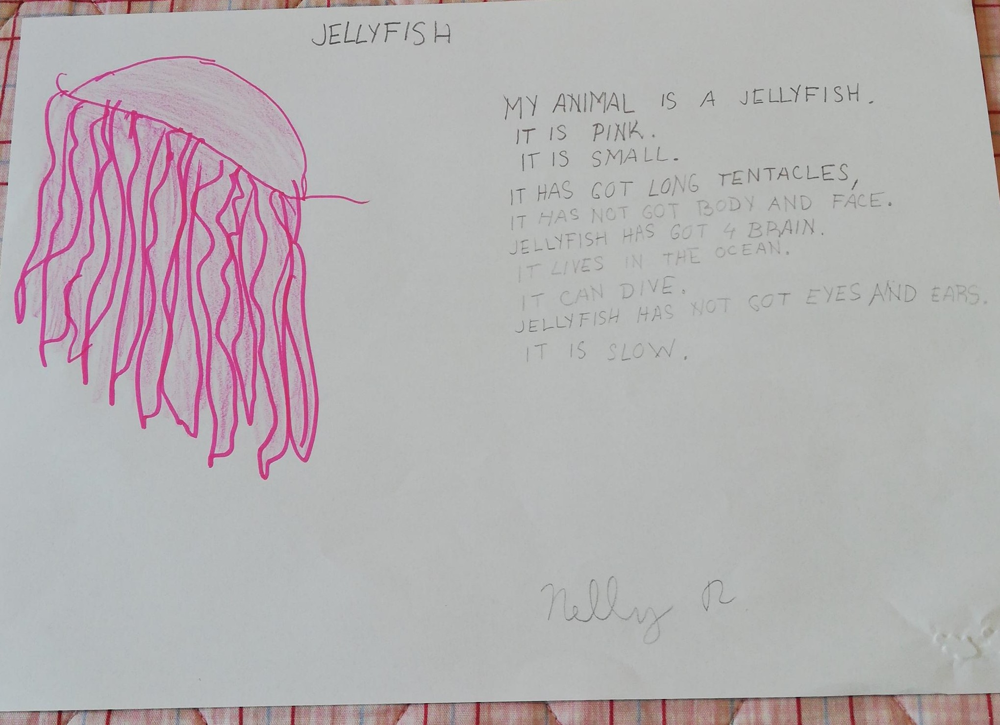 JELLYFISH
MY ANIMAL IS A JELLYFISH.
IT IS PINK.
IT IS SMALL.
IT HAS GOT LONG TENTACLES,
IT HAS NOT GOT BODY AND FACE.
JELLYFISH HAS GOT 4 BRAIN.
IT LIVES IN THE OCEAN.
IT CAN DIVE.
JELLYFISH HAS NOT GOT EYES AND EARS.
IT IS SLOW.
Nelly R